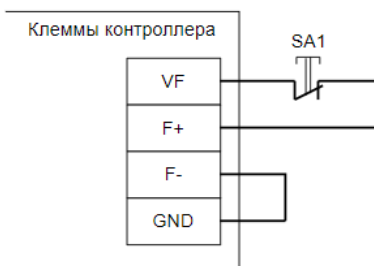 Клеммы контроллера
SA1
VF
F+
F-
GND